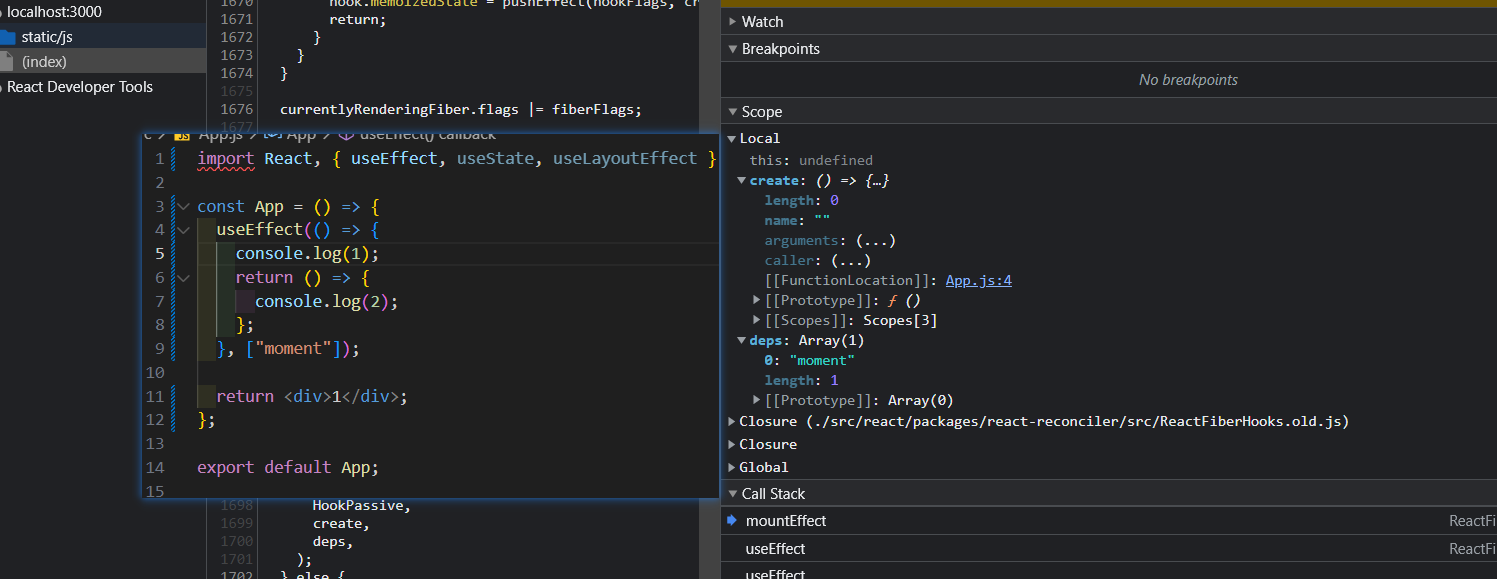 localhost:3000
static/js
(index)
React Developer Tools
1670 hook.memoizedState = pushEffect(hookFlags, cr
1671 return;
1672 }
1673 }
1674 }
1675
1676 currentlyRenderingFiber.flags |= fiberFlags;
1677
App.js > App > useEffect() callback
1 import React, { useEffect, useState, useLayoutEffect }
2
3 const App = () => {
4 useEffect(() => {
5 console.log(1);
6 return () => {
7 console.log(2);
8 };
9 }, ["moment"]);
10
11 return <div>1</div>;
12 };
13
14 export default App;
15
1698 HookPassive,
1699 create,
1700 deps,
1701 );
1702 } else {
Watch
Breakpoints
No breakpoints
Scope
Local
this: undefined
create: () => {…}
length: 0
name: ""
arguments: (...)
caller: (...)
[[FunctionLocation]]: App.js:4
[[Prototype]]: ƒ ()
[[Scopes]]: Scopes[3]
deps: Array(1)
0: "moment"
length: 1
[[Prototype]]: Array(0)
Closure (./src/react/packages/react-reconciler/src/ReactFiberHooks.old.js)
Closure
Global
Call Stack
mountEffect ReactFi
useEffect ReactFi
useEffect